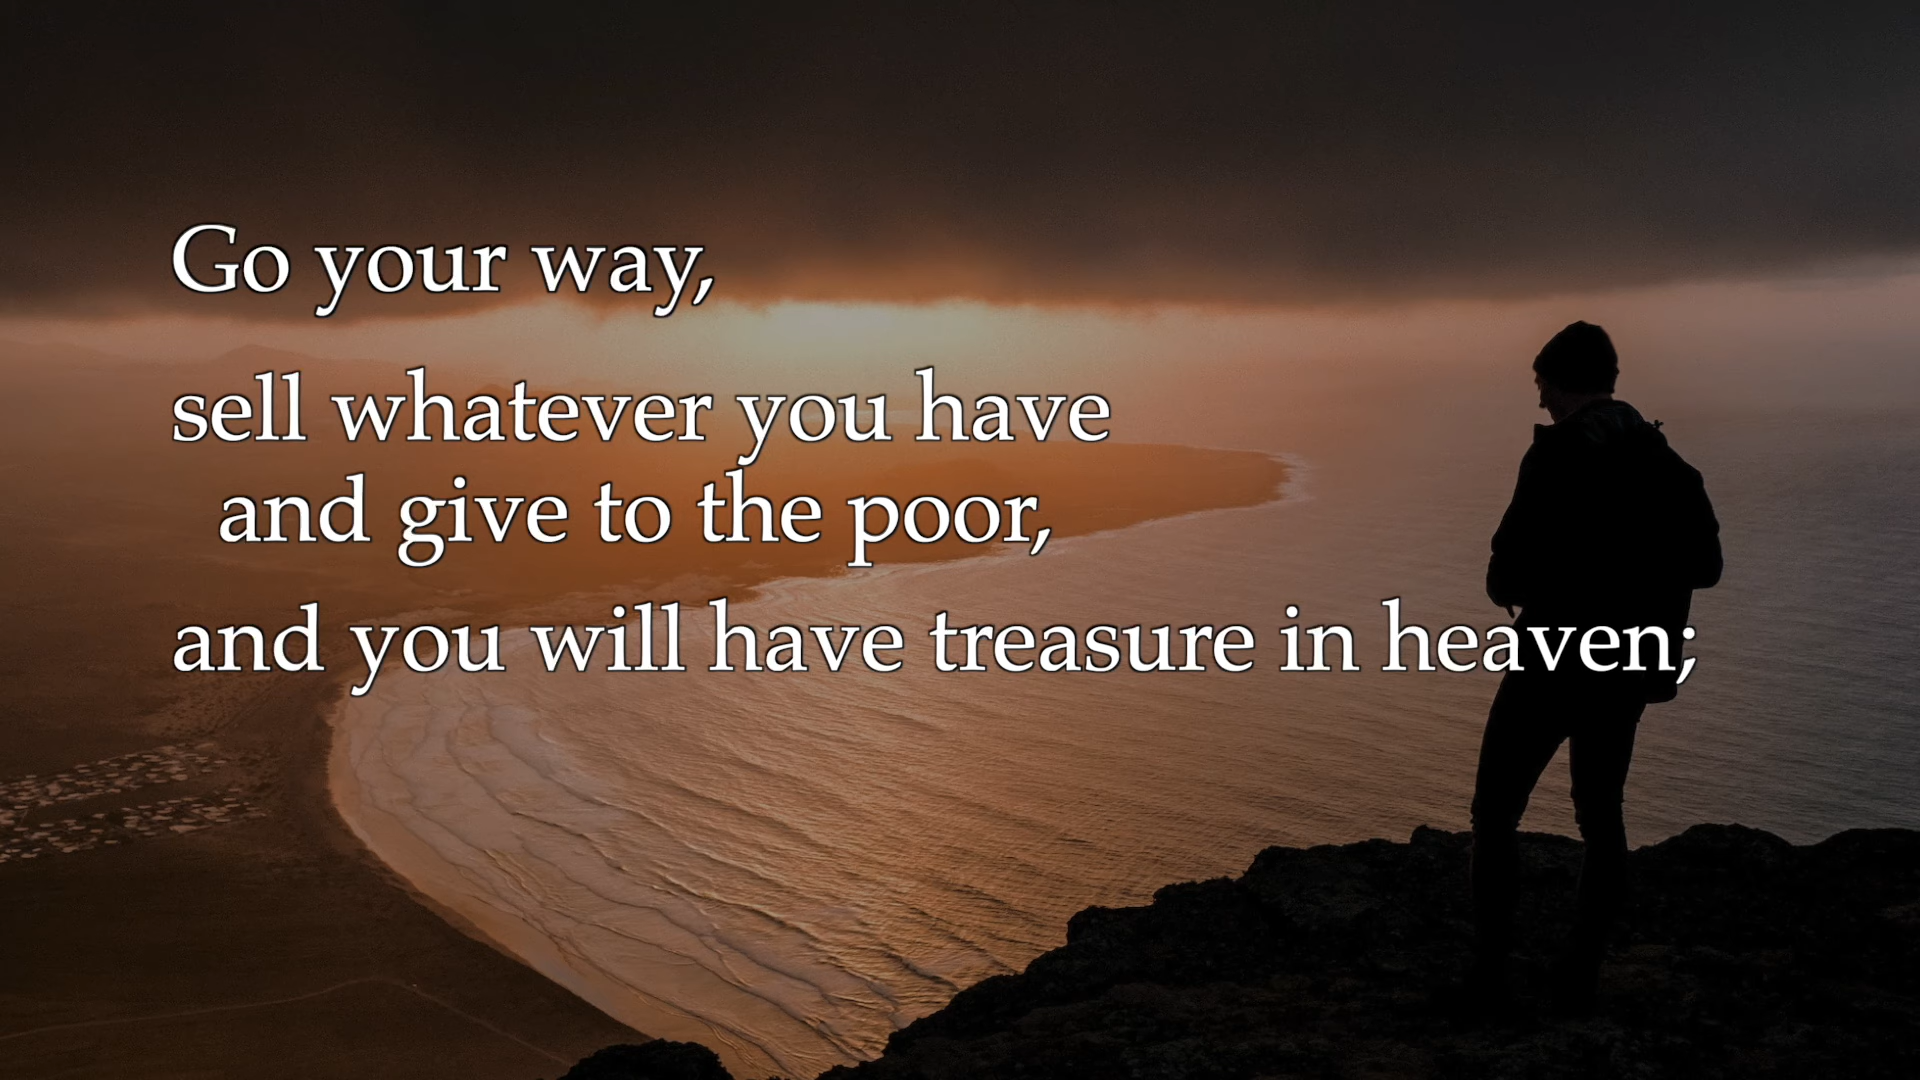 Go your way,
sell whatever you have
and give to the poor,
and you will have treasure in heaven;